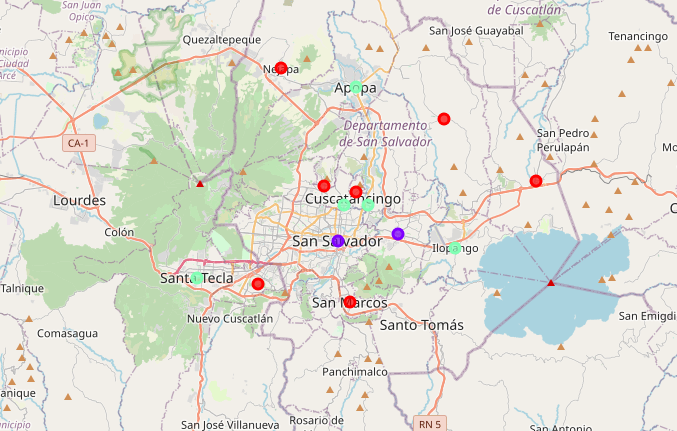 San Juan
Opico
de Cuscatlán
San José Guayabal
Quezaltepeque
Tenancingo
Ciudad
Arce
Nejapa
Apopa
Departamento
de San Salvador
CA-1
San Pedro
Perulapán
Lourdes
Cuscatancingo
Colón
San Salvador
Ilopango
Santa Tecla
Talnique
San Marcos
Nuevo Cuscatlán
Santo Tomás
San Emigdi
Comasagua
Panchimalco
anique
San José Villanueva
Rosario de
RN 5
San Antonio